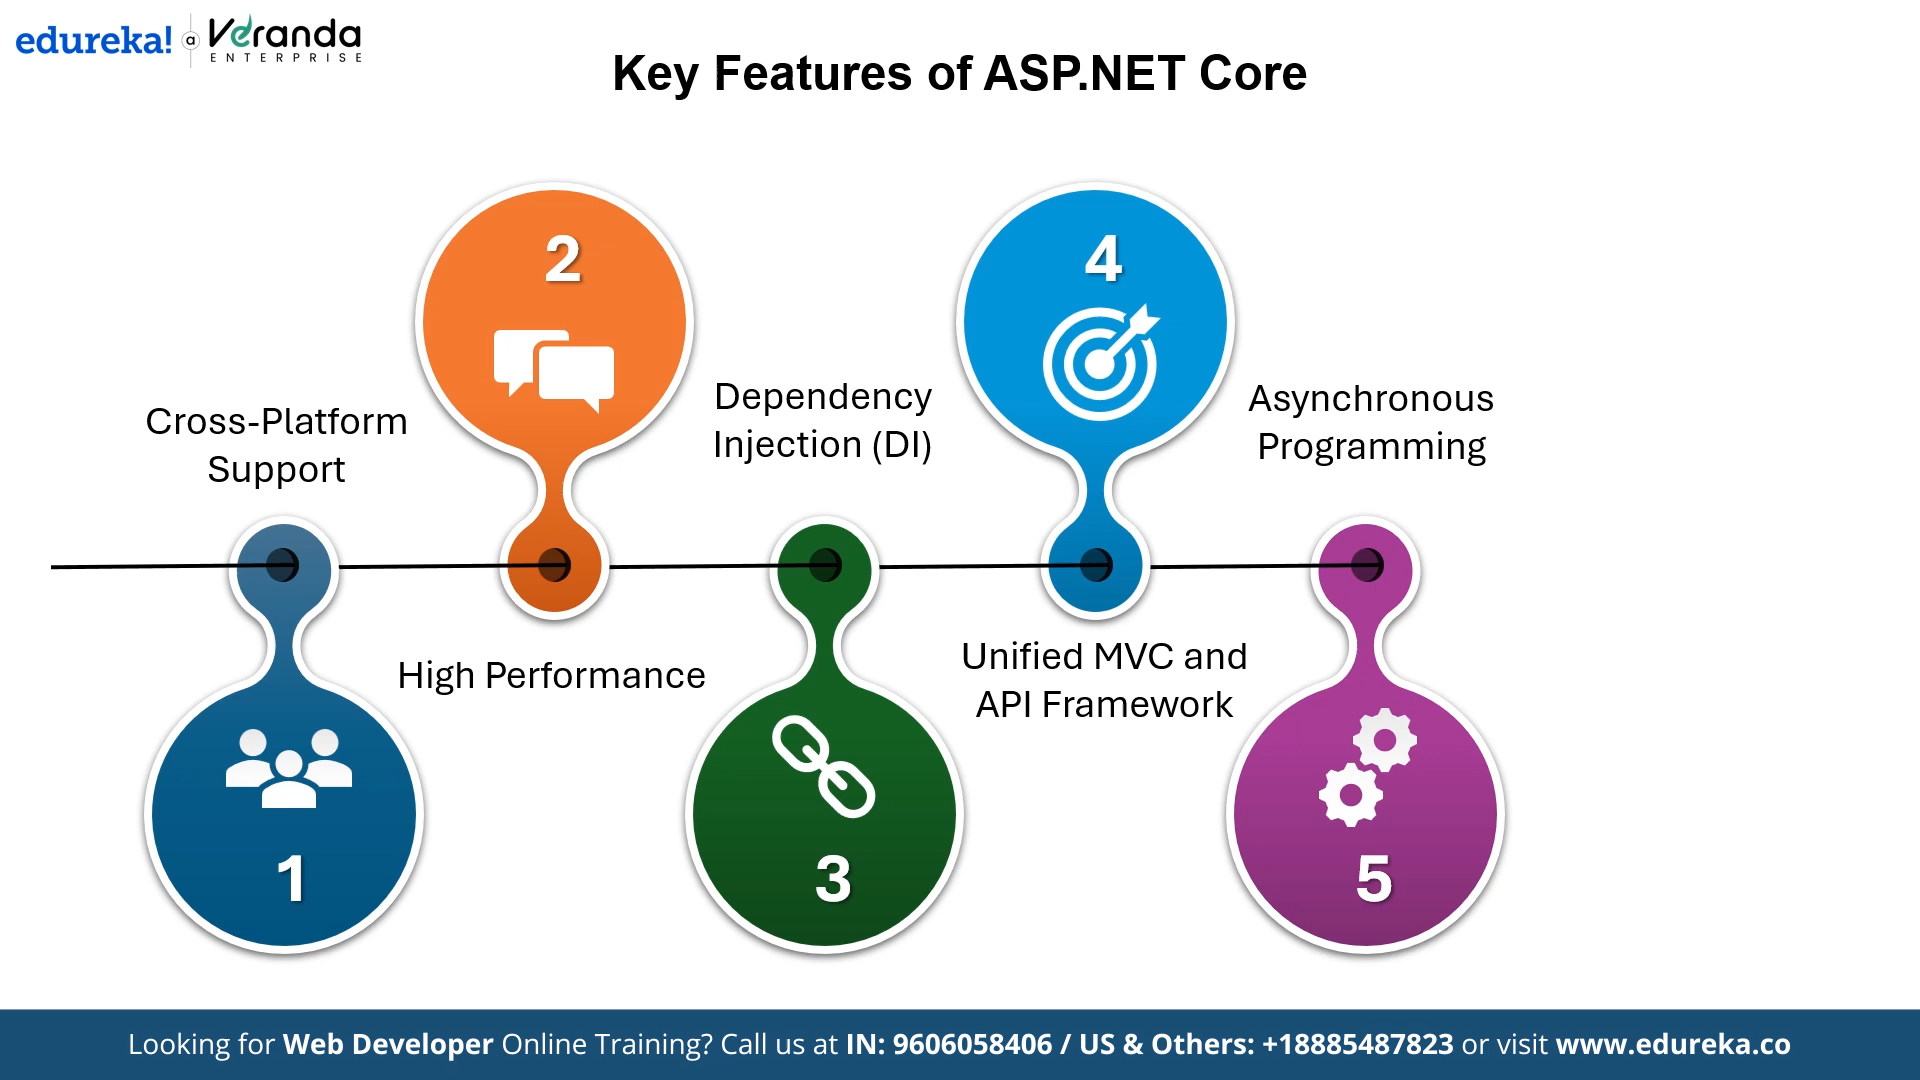 edureka! a Veranda
ENTERPRISE
Key Features of ASP.NET Core
Cross-Platform
Support
1
2
High Performance
Dependency
Injection (DI)
3
4
Unified MVC and
API Framework
Asynchronous
Programming
5
Looking for Web Developer Online Training? Call us at IN: 9606058406 / US & Others: +18885487823 or visit www.edureka.co